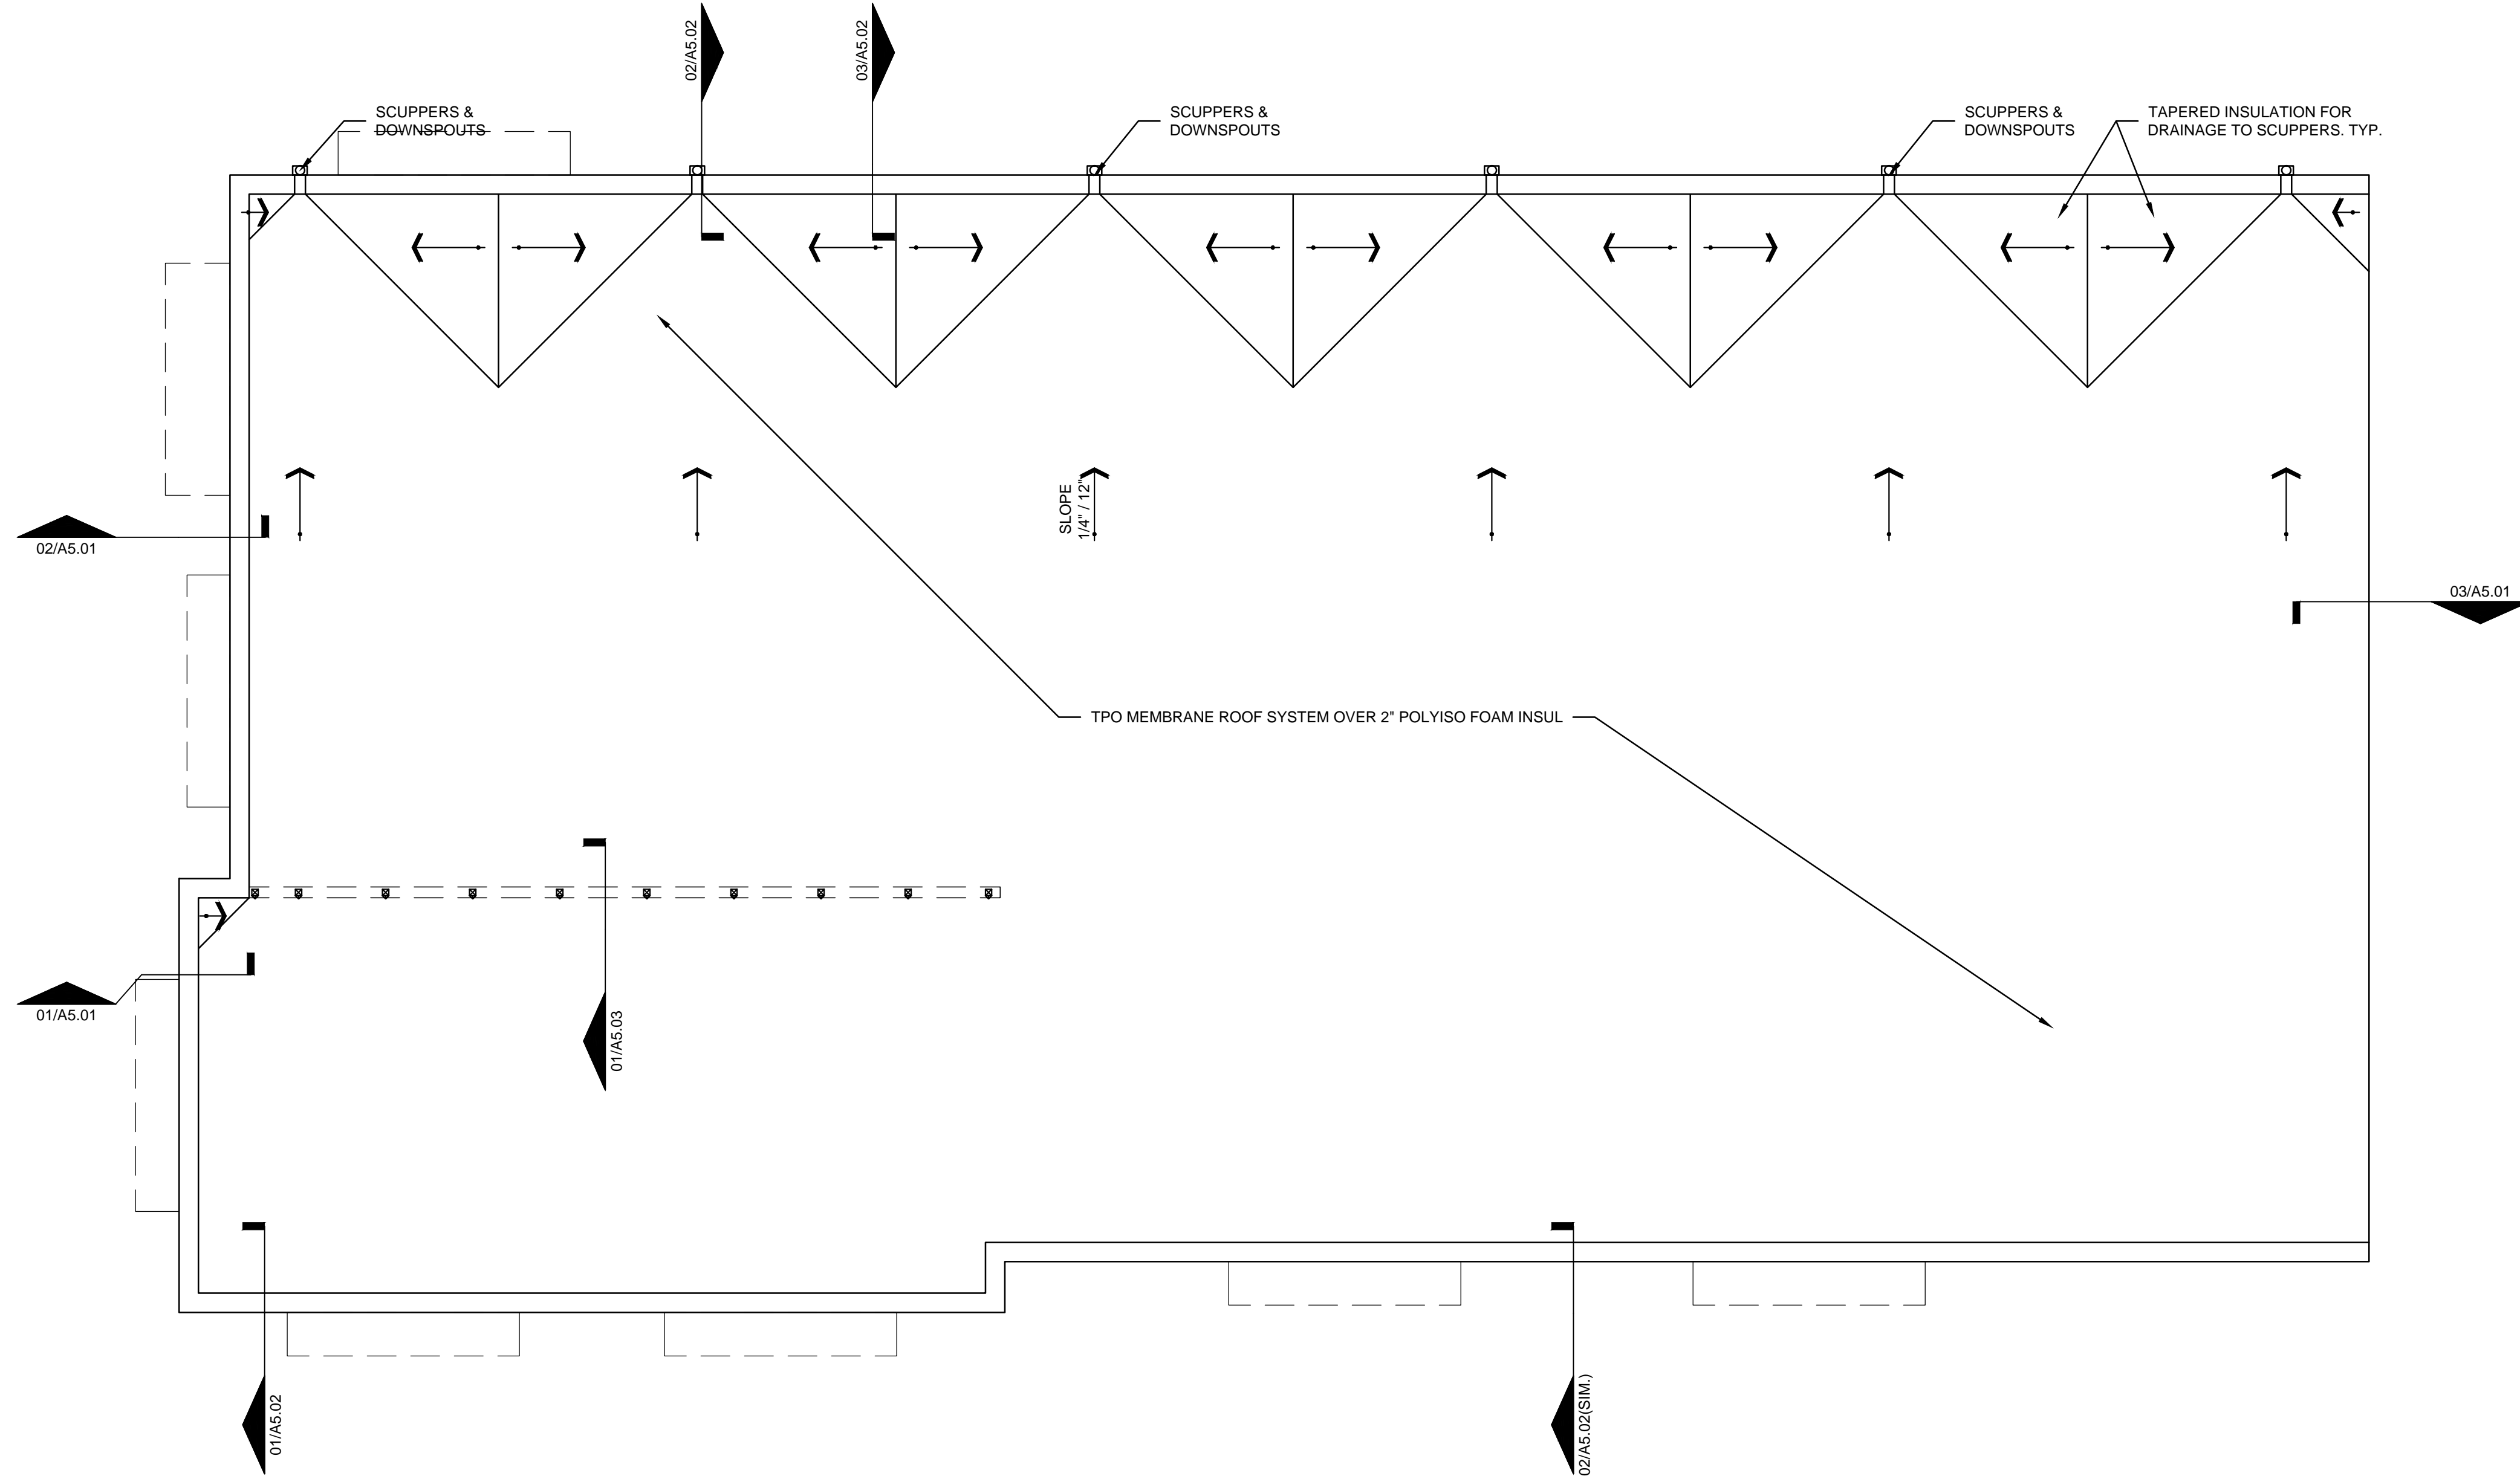 02/A5.02
03/A5.02
SCUPPERS &
DOWNSPOUTS
SCUPPERS &
DOWNSPOUTS
SCUPPERS &
DOWNSPOUTS
TAPERED INSULATION FOR
DRAINAGE TO SCUPPERS. TYP.
SLOPE
1/4" / 12"
02/A5.01
03/A5.01
TPO MEMBRANE ROOF SYSTEM OVER 2" POLYISO FOAM INSUL
01/A5.01
01/A5.03
01/A5.02
02/A5.02(SIM.)